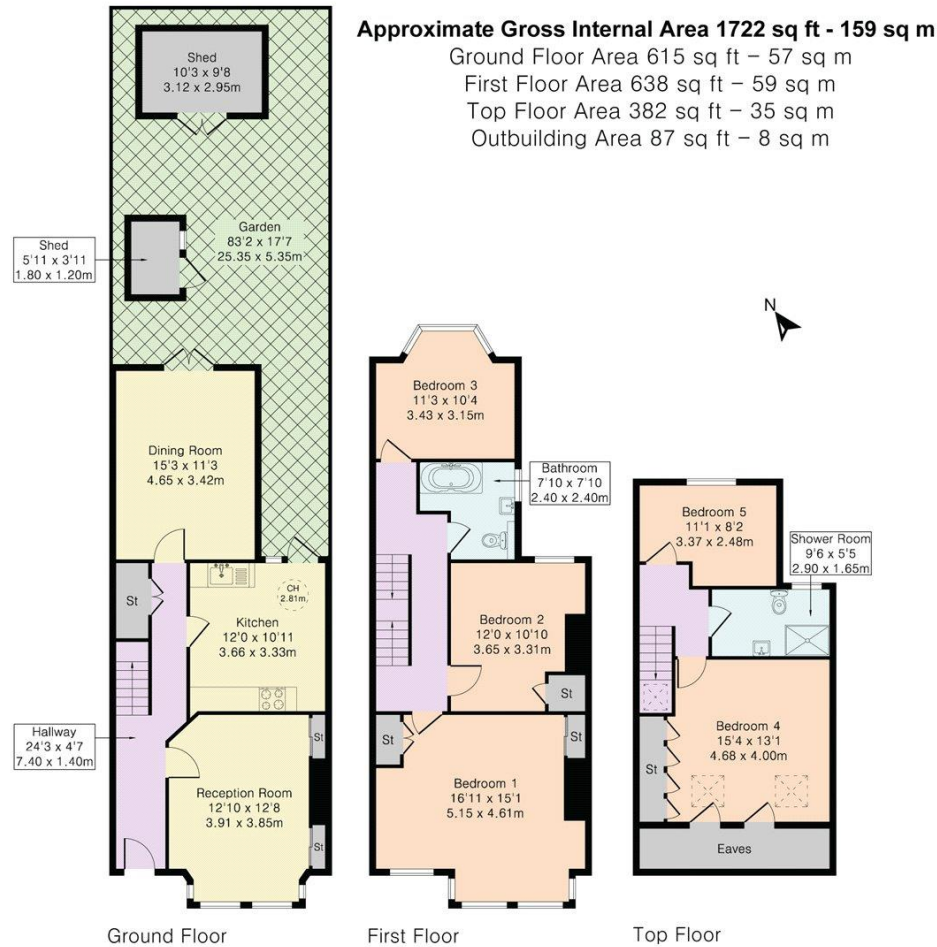 Approximate Gross Internal Area 1722 sq ft - 159 sq m
Ground Floor Area 615 sq ft – 57 sq m
First Floor Area 638 sq ft – 59 sq m
Top Floor Area 382 sq ft – 35 sq m
Outbuilding Area 87 sq ft – 8 sq m
Shed
10'3 x 9'8
3.12 x 2.95m
Shed
5'11 x 3'11
1.80 x 1.20m
Garden
83'2 x 17'7
25.35 x 5.35m
N
Dining Room
15'3 x 11'3
4.65 x 3.42m
St
CH
2.81m
Kitchen
12'0 x 10'11
3.66 x 3.33m
Hallway
24'3 x 4'7
7.40 x 1.40m
St
Reception Room
12'10 x 12'8
3.91 x 3.85m
St
Ground Floor
Bedroom 3
11'3 x 10'4
3.43 x 3.15m
Bathroom
7'10 x 7'10
2.40 x 2.40m
Bedroom 2
12'0 x 10'10
3.65 x 3.31m
St
St
St
Bedroom 1
16'11 x 15'1
5.15 x 4.61m
First Floor
Bedroom 5
11'1 x 8'2
3.37 x 2.48m
Shower Room
9'6 x 5'5
2.90 x 1.65m
Bedroom 4
15'4 x 13'1
4.68 x 4.00m
St
Eaves
Top Floor